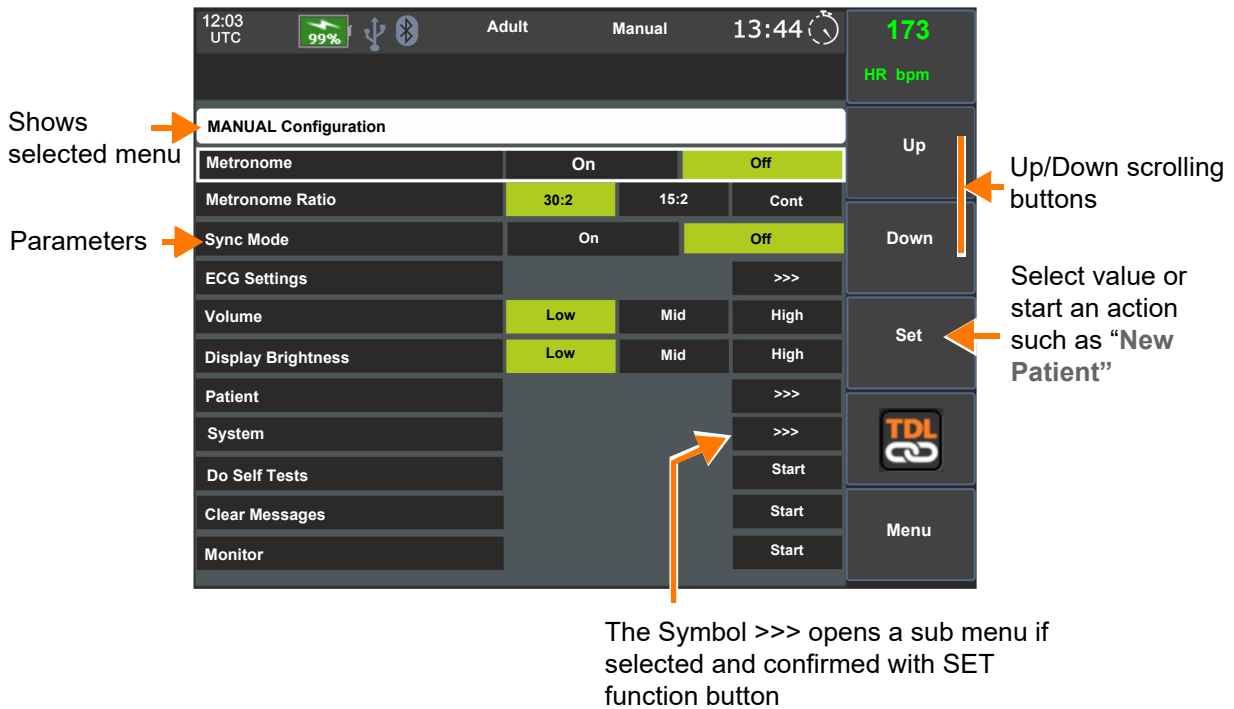 12:03
UTC
99%
Adult
Manual
13:44
173
HR bpm
Shows
selected menu
MANUAL Configuration
Metronome On Off
Metronome Ratio 30:2 15:2 Cont
Parameters
Sync Mode On Off
ECG Settings >>>
Volume Low Mid High
Display Brightness Low Mid High
Patient >>>
System >>>
Do Self Tests Start
Clear Messages Start
Monitor Start
Up
Down
Set
TDL
Menu
Up/Down scrolling
buttons
Select value or
start an action
such as “New
Patient”
The Symbol >>> opens a sub menu if
selected and confirmed with SET
function button